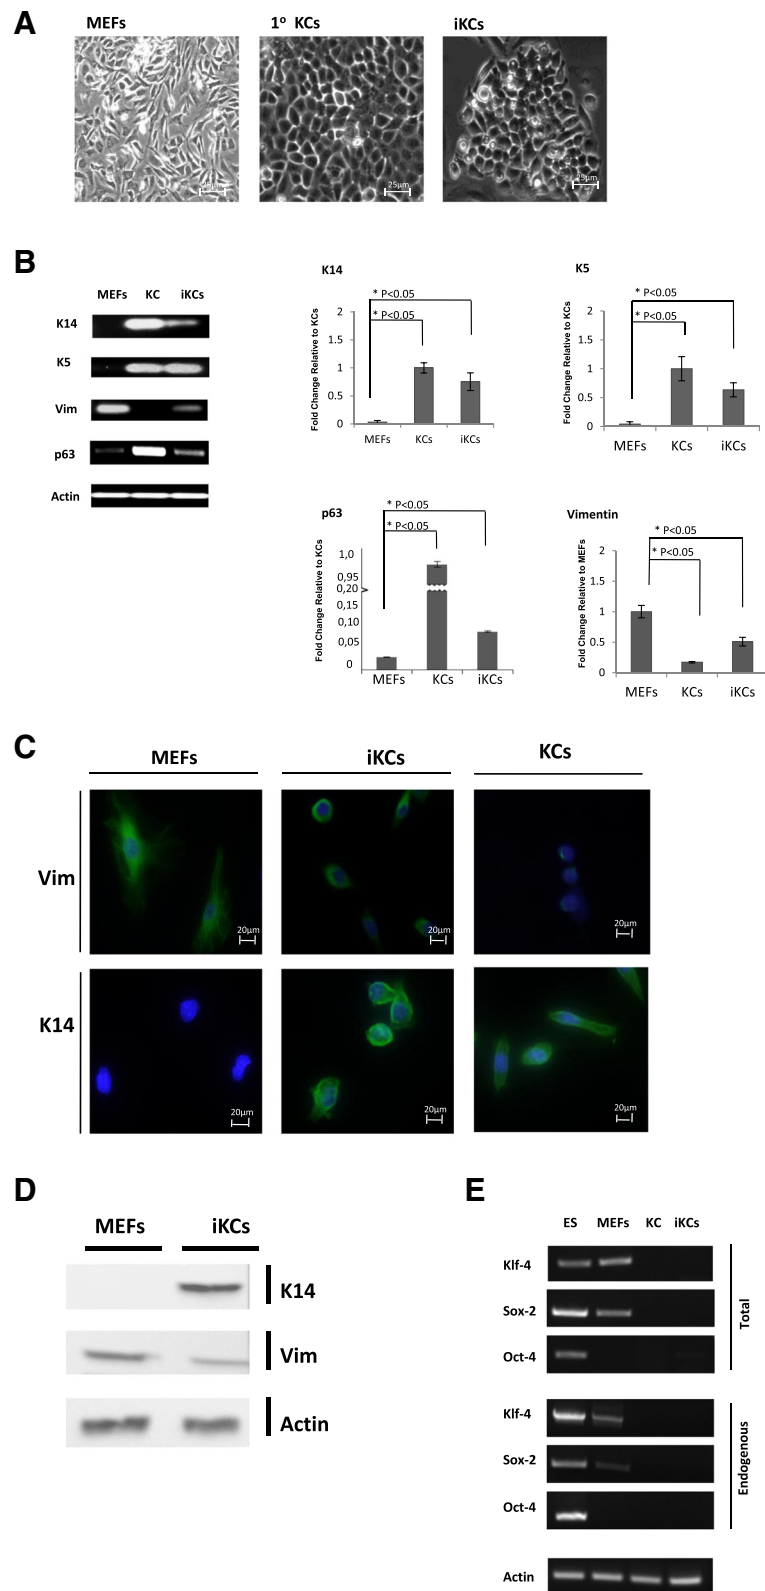 A
MEFs 1º KCs iKCs
25μm 25μm 25μm
B
MEFs KC iKCs
K14
K5
Vim
p63
Actin
K14
* P<0.05
* P<0.05
Fold Change Relative to KCs
2
1.5
1
0.5
0
MEFs KCs iKCs
K5
* P<0.05
* P<0.05
Fold Change Relative to KCs
2
1.5
1
0.5
0
MEFs KCs iKCs
p63
* P<0.05
* P<0.05
Fold Change Relative to KCs
1,0
0,95
0,20
0,15
0,10
0,05
0
MEFs KCs iKCs
Vimentin
* P<0.05
* P<0.05
Fold Change Relative to MEFs
2
1.5
1
0.5
0
MEFs KCs iKCs
C
MEFs iKCs KCs
Vim
20μm 20μm 20μm
K14
20μm 20μm 20μm
D
MEFs iKCs
K14
Vim
Actin
E
ES MEFs KC iKCs
Klf-4
Sox-2
Oct-4
Total
Klf-4
Sox-2
Oct-4
Endogenous
Actin